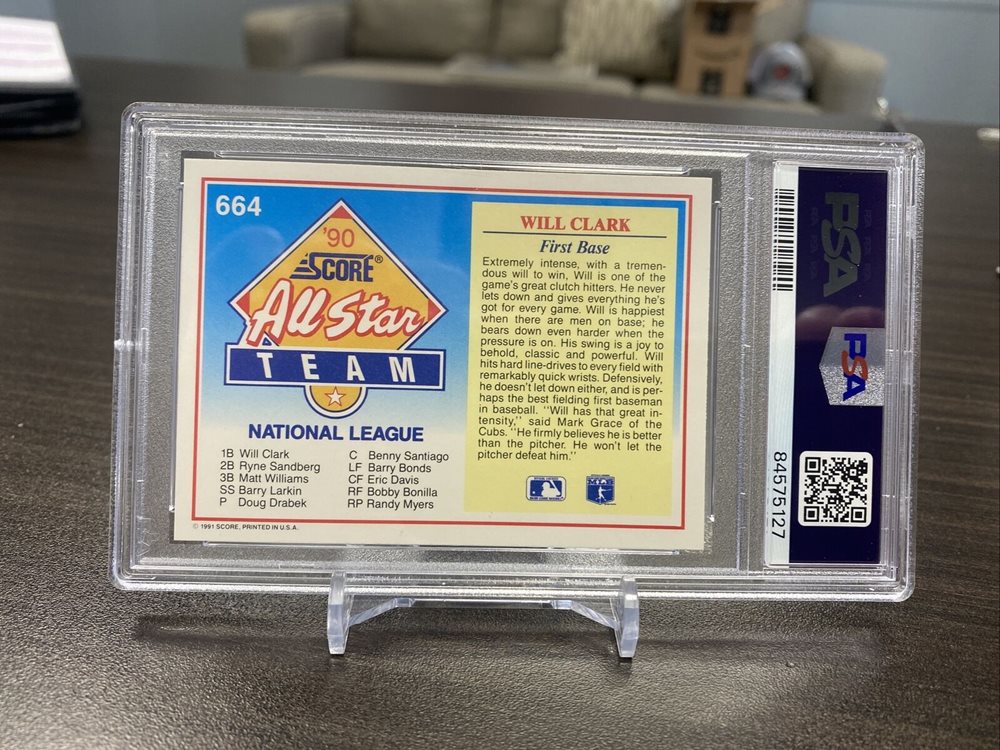 664
'90
SCORE®
All Star
TEAM
NATIONAL LEAGUE
1B Will Clark
2B Ryne Sandberg
3B Matt Williams
SS Barry Larkin
P Doug Drabek
C Benny Santiago
LF Barry Bonds
CF Eric Davis
RF Bobby Bonilla
RP Randy Myers
© 1991 SCORE, PRINTED IN U.S.A.
WILL CLARK
First Base
Extremely intense, with a tremen-
dous will to win, Will is one of the
game's great clutch hitters. He never
lets down and gives everything he's
got for every game. Will is happiest
when there are men on base; he
bears down even harder when the
pressure is on. His swing is a joy to
behold, classic and powerful. Will
hits hard line-drives to every field with
remarkably quick wrists. Defensively,
he doesn't let down either, and is per-
haps the best fielding first baseman
in baseball. "Will has that great in-
tensity," said Mark Grace of the
Cubs. "He firmly believes he is better
than the pitcher. He won't let the
pitcher defeat him."
PSA
PSA
84575127